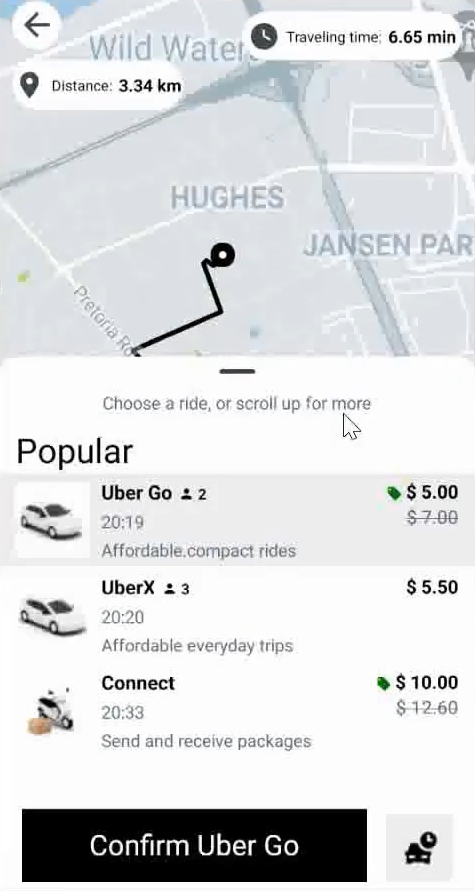 Wild Water
Traveling time: 6.65 min
Distance: 3.34 km
HUGHES
JANSEN PAR
Pretoria Ro
Choose a ride, or scroll up for more
Popular
Uber Go 2
$ 5.00
20:19
$ 7.00
Affordable.compact rides
UberX 3
$ 5.50
20:20
Affordable everyday trips
Connect
$ 10.00
20:33
$ 12.60
Send and receive packages
Confirm Uber Go